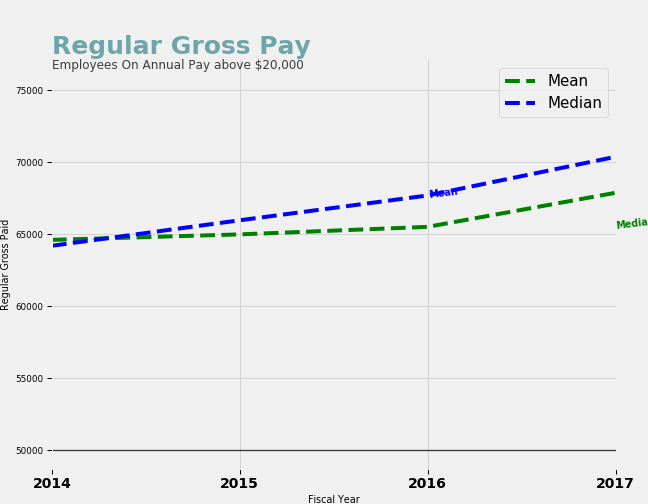 Regular Gross Pay
Employees On Annual Pay above $20,000
Mean
Median
75000
70000
65000
60000
55000
50000
Regular Gross Paid
Mean
Media
2014
2015
2016
2017
Fiscal Year